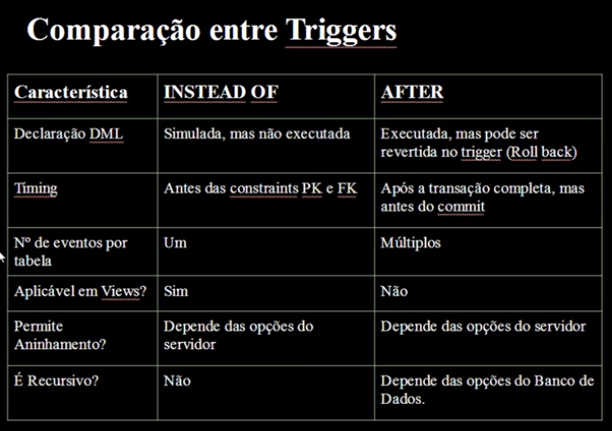 Comparação entre Triggers
Característica INSTEAD OF AFTER
Declaração DML Simulada, mas não executada Executada, mas pode ser
revertida no trigger (Roll back)
Timing Antes das constraints PK e FK Após a transação completa, mas
antes do commit
Nº de eventos por Um Múltiplos
tabela
Aplicável em Views? Sim Não
Permite Depende das opções do Depende das opções do servidor
Aninhamento? servidor
É Recursivo? Não Depende das opções do Banco de
Dados.